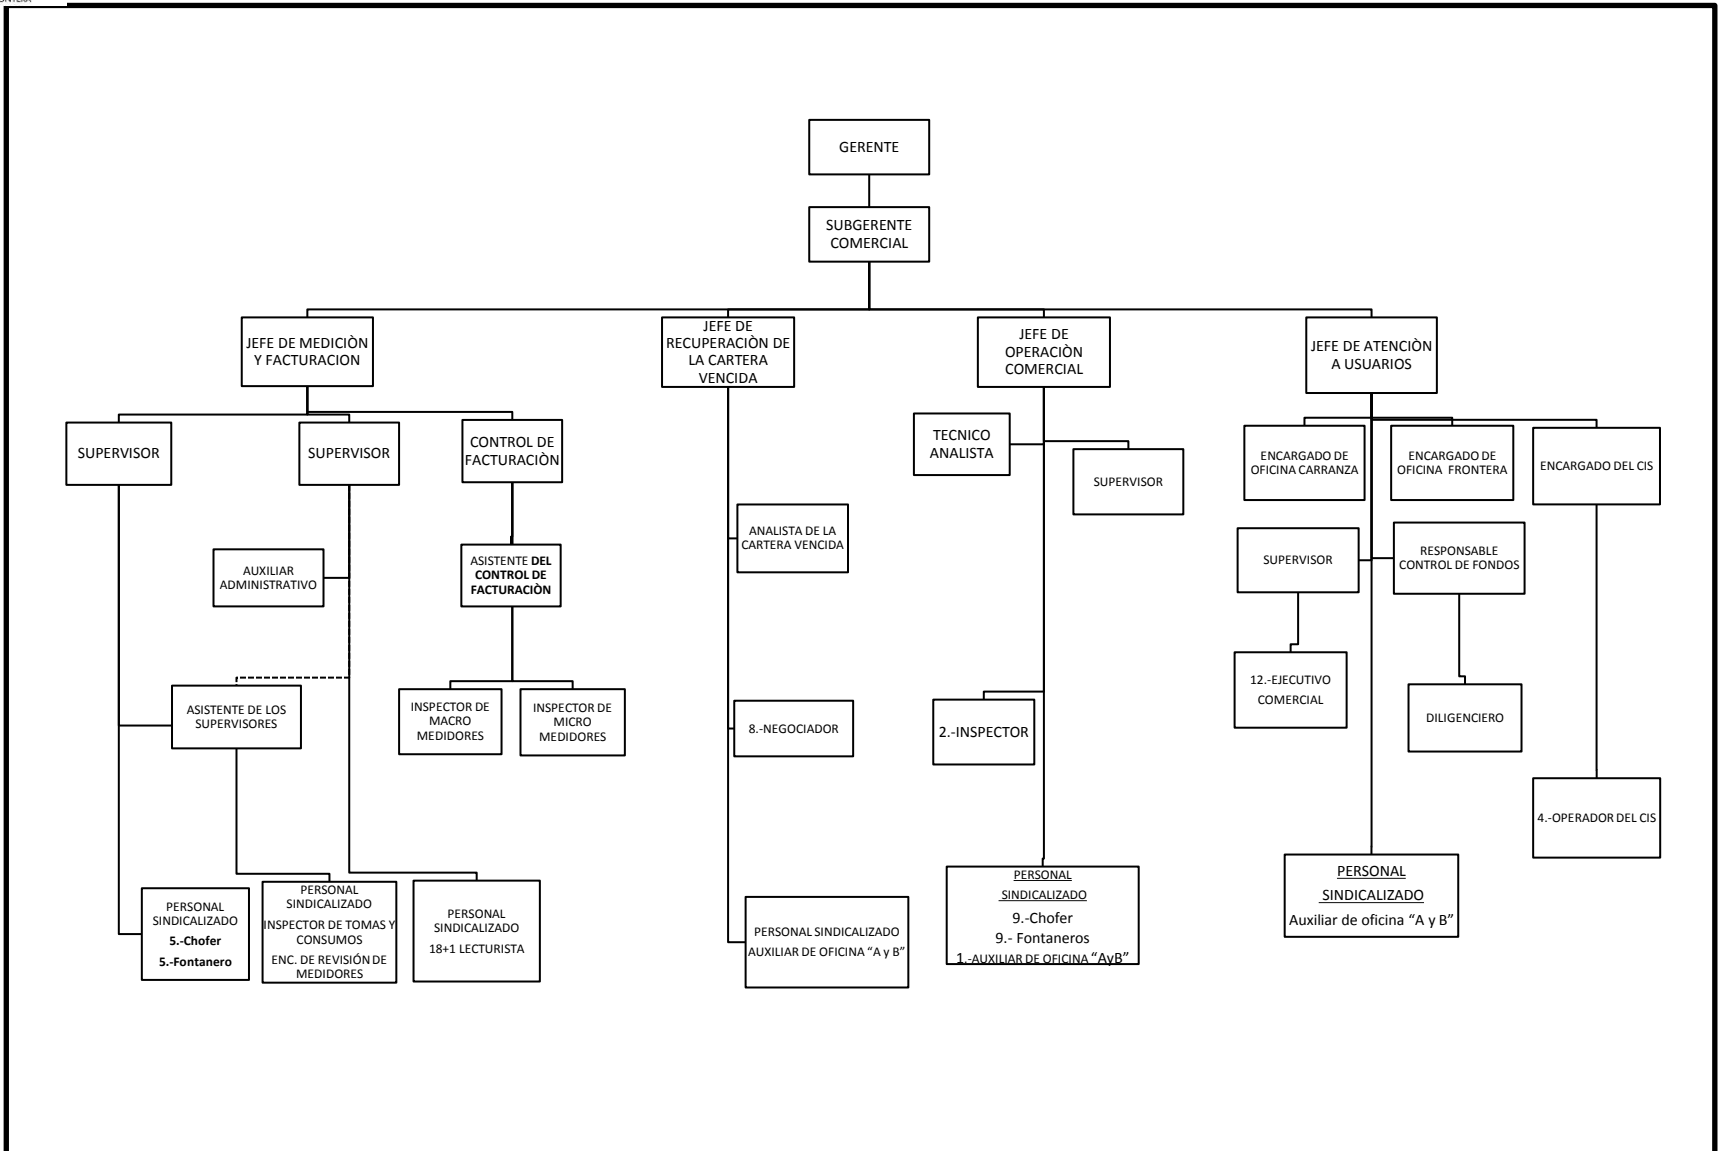 GERENTE
SUBGERENTE
COMERCIAL
JEFE DE MEDICIÒN
Y FACTURACION
JEFE DE
RECUPERACIÒN DE
LA CARTERA
VENCIDA
JEFE DE
OPERACIÒN
COMERCIAL
JEFE DE ATENCIÒN
A USUARIOS
SUPERVISOR
SUPERVISOR
CONTROL DE
FACTURACIÒN
TECNICO
ANALISTA
SUPERVISOR
ENCARGADO DE
OFICINA CARRANZA
ENCARGADO DE
OFICINA FRONTERA
ENCARGADO DEL CIS
AUXILIAR
ADMINISTRATIVO
ASISTENTE DEL
CONTROL DE
FACTURACIÒN
ANALISTA DE LA
CARTERA VENCIDA
SUPERVISOR
RESPONSABLE
CONTROL DE FONDOS
ASISTENTE DE LOS
SUPERVISORES
INSPECTOR DE
MACRO
MEDIDORES
INSPECTOR DE
MICRO
MEDIDORES
8.-NEGOCIADOR
2.-INSPECTOR
12.-EJECUTIVO
COMERCIAL
DILIGENCIERO
4.-OPERADOR DEL CIS
PERSONAL
SINDICALIZADO
5.-Chofer
5.-Fontanero
PERSONAL
SINDICALIZADO
INSPECTOR DE TOMAS Y
CONSUMOS
ENC. DE REVISIÓN DE
MEDIDORES
PERSONAL
SINDICALIZADO
18+1 LECTURISTA
PERSONAL SINDICALIZADO
AUXILIAR DE OFICINA “A y B”
PERSONAL
SINDICALIZADO
9.-Chofer
9.- Fontaneros
1.-AUXILIAR DE OFICINA “AyB”
PERSONAL
SINDICALIZADO
Auxiliar de oficina “A y B”